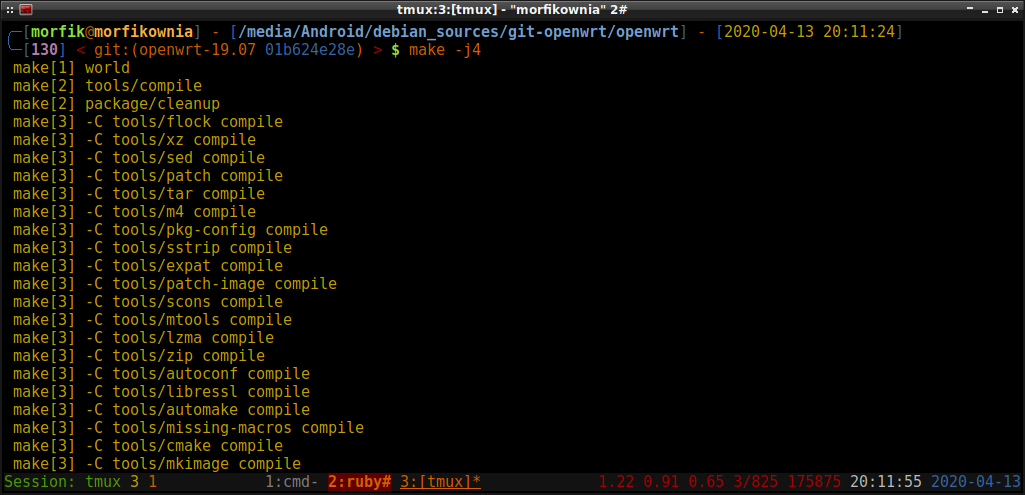 tmux:3:[tmux] - "morfikownia" 2#
[morfik@morfikownia] - [/media/Android/debian_sources/git-openwrt/openwrt] - [2020-04-13 20:11:24]
[130] < git:(openwrt-19.07 01b624e28e) > $ make -j4
make[1] world
make[2] tools/compile
make[2] package/cleanup
make[3] -C tools/flock compile
make[3] -C tools/xz compile
make[3] -C tools/sed compile
make[3] -C tools/patch compile
make[3] -C tools/tar compile
make[3] -C tools/m4 compile
make[3] -C tools/pkg-config compile
make[3] -C tools/sstrip compile
make[3] -C tools/expat compile
make[3] -C tools/patch-image compile
make[3] -C tools/scons compile
make[3] -C tools/mtools compile
make[3] -C tools/lzma compile
make[3] -C tools/zip compile
make[3] -C tools/autoconf compile
make[3] -C tools/libressl compile
make[3] -C tools/automake compile
make[3] -C tools/missing-macros compile
make[3] -C tools/cmake compile
make[3] -C tools/mkimage compile
Session: tmux 3 1 1:cmd- 2:ruby# 3:[tmux]* 1.22 0.91 0.65 3/825 175875 20:11:55 2020-04-13